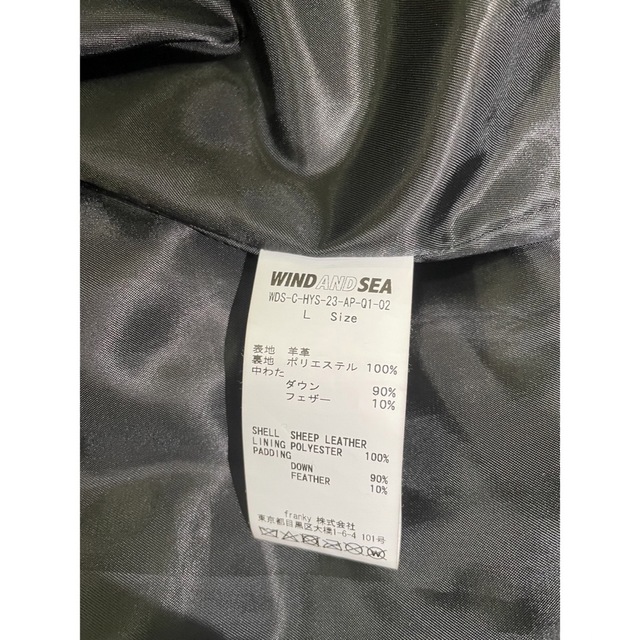 WIND AND SEA
WDS-C-HYS-23-AP-Q1-02
L Size
表地 羊革
裏地 ポリエステル 100%
中わた
ダウン 90%
フェザー 10%
SHELL SHEEP LEATHER
LINING POLYESTER 100%
PADDING
DOWN 90%
FEATHER 10%
franky 株式会社
東京都目黒区大橋1-6-4 101号
W